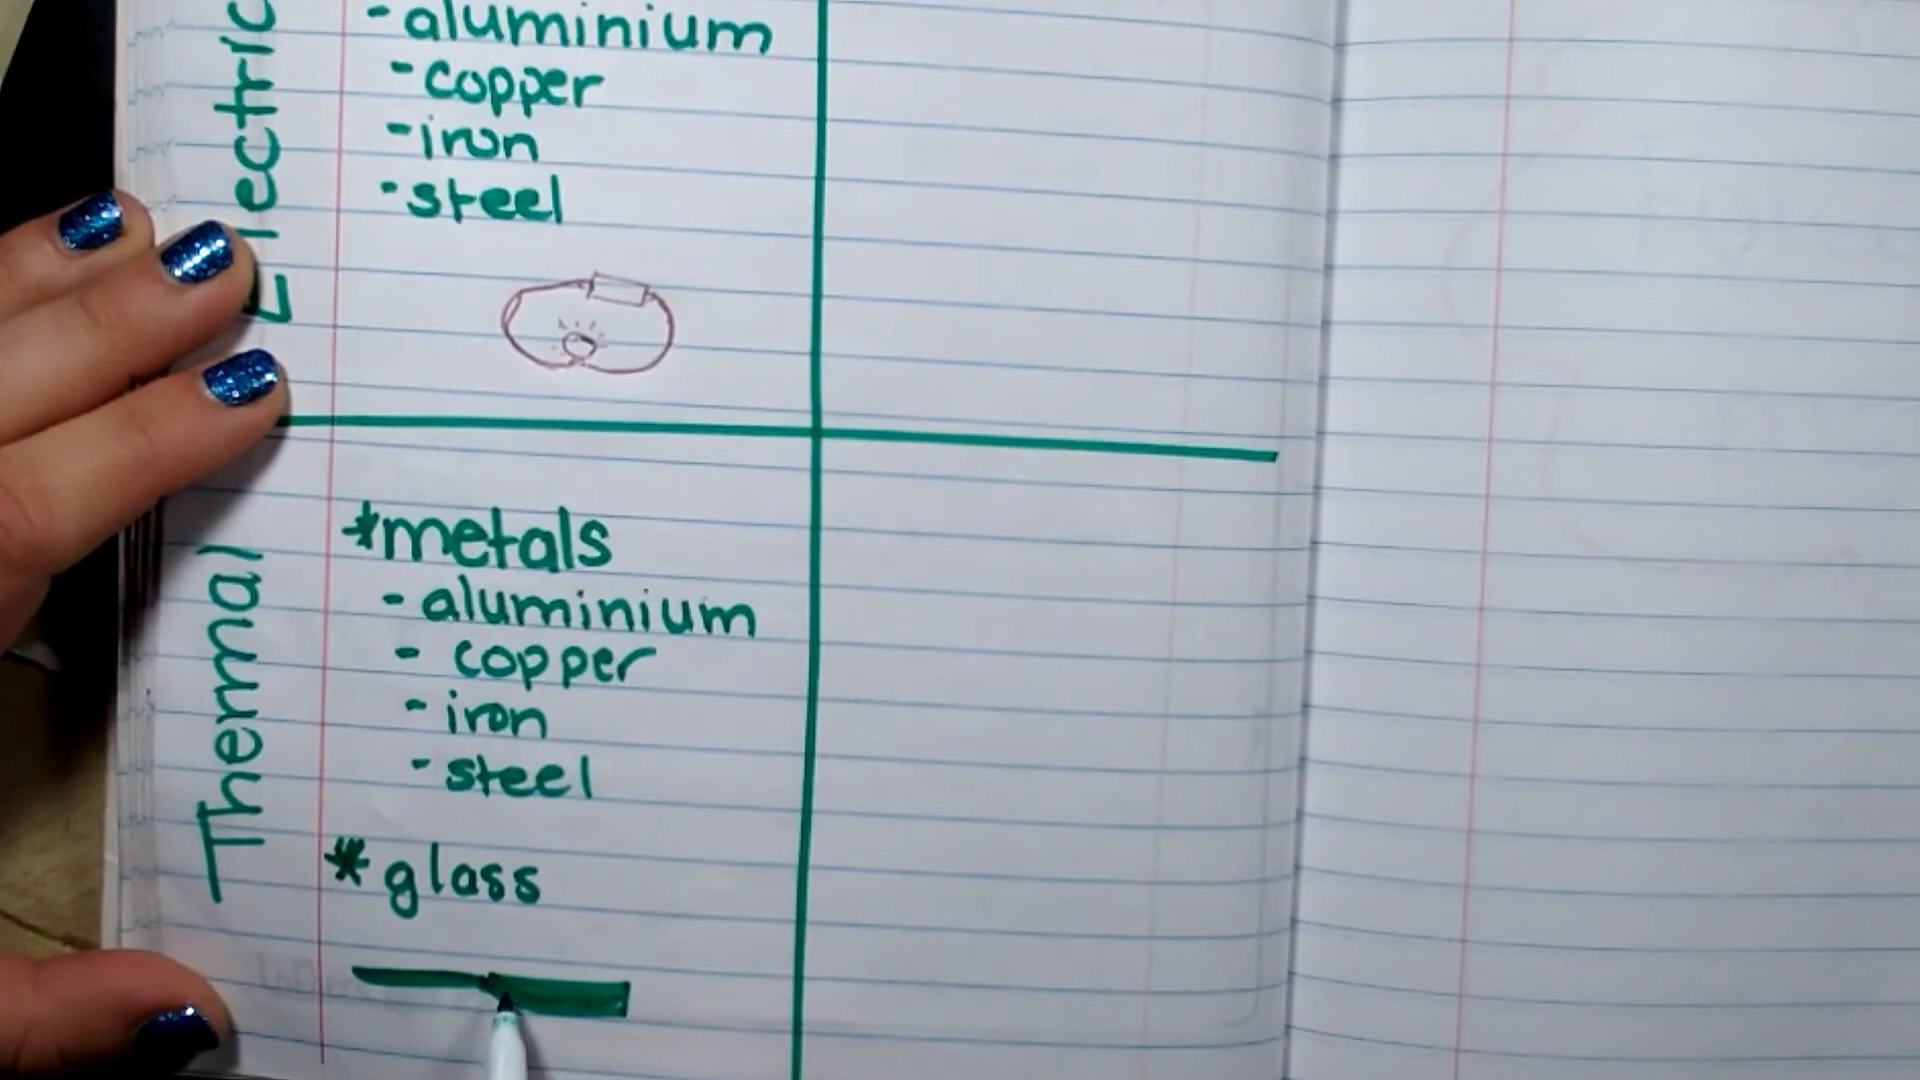 Electric
-aluminium
-copper
-iron
-steel
Thermal
*metals
-aluminium
- copper
-iron
-steel
*glass